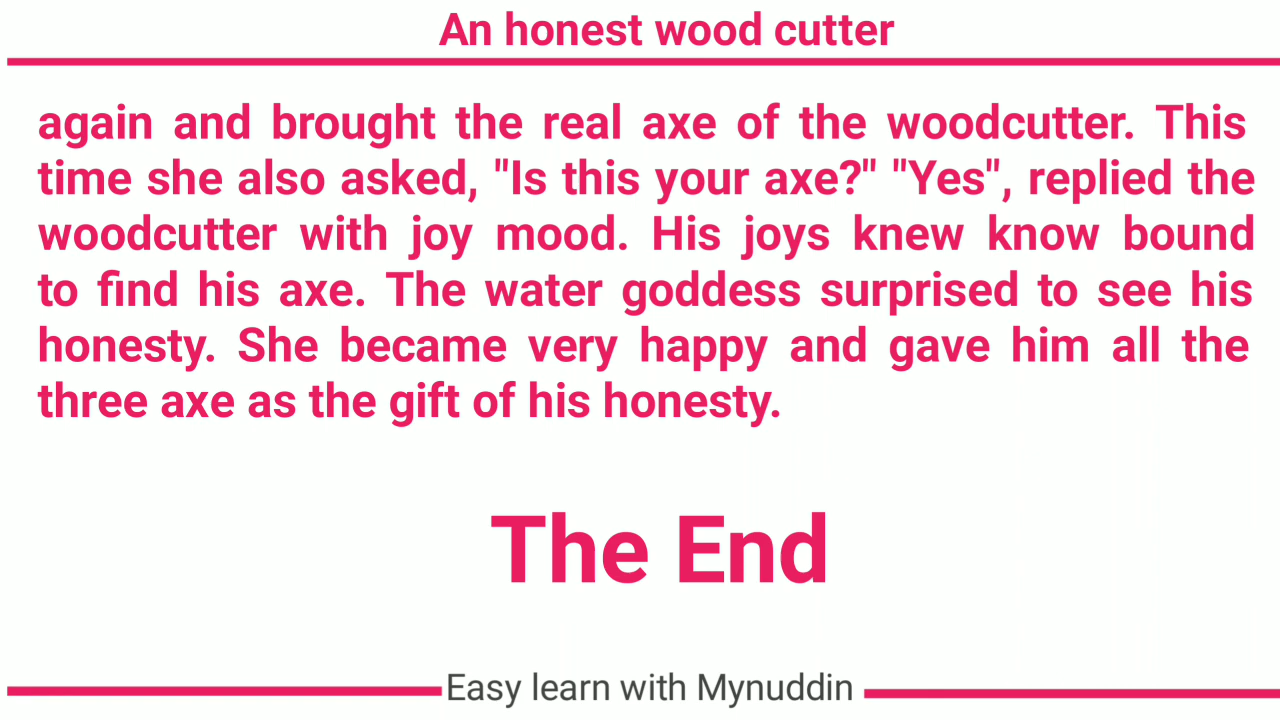 An honest wood cutter
again and brought the real axe of the woodcutter. This
time she also asked, "Is this your axe?" "Yes", replied the
woodcutter with joy mood. His joys knew know bound
to find his axe. The water goddess surprised to see his
honesty. She became very happy and gave him all the
three axe as the gift of his honesty.
The End
Easy learn with Mynuddin